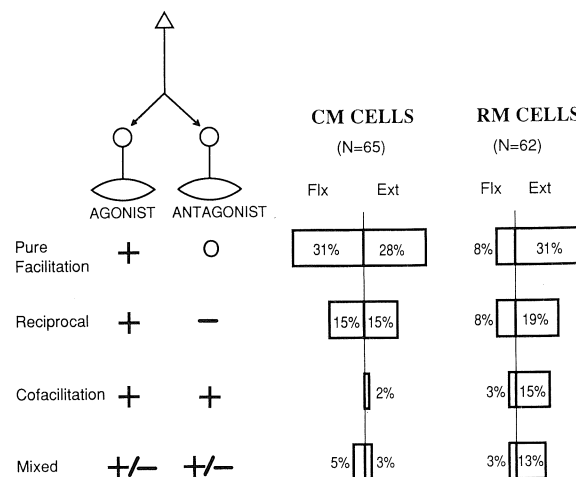 CM CELLS
RM CELLS
(N=65)
(N=62)
Flx Ext
Flx Ext
AGONIST ANTAGONIST
Pure
Facilitation + O 31% 28% 8% 31%
Reciprocal + − 15% 15% 8% 19%
Cofacilitation + + 2% 3% 15%
Mixed +/− +/− 5% 3% 3% 13%